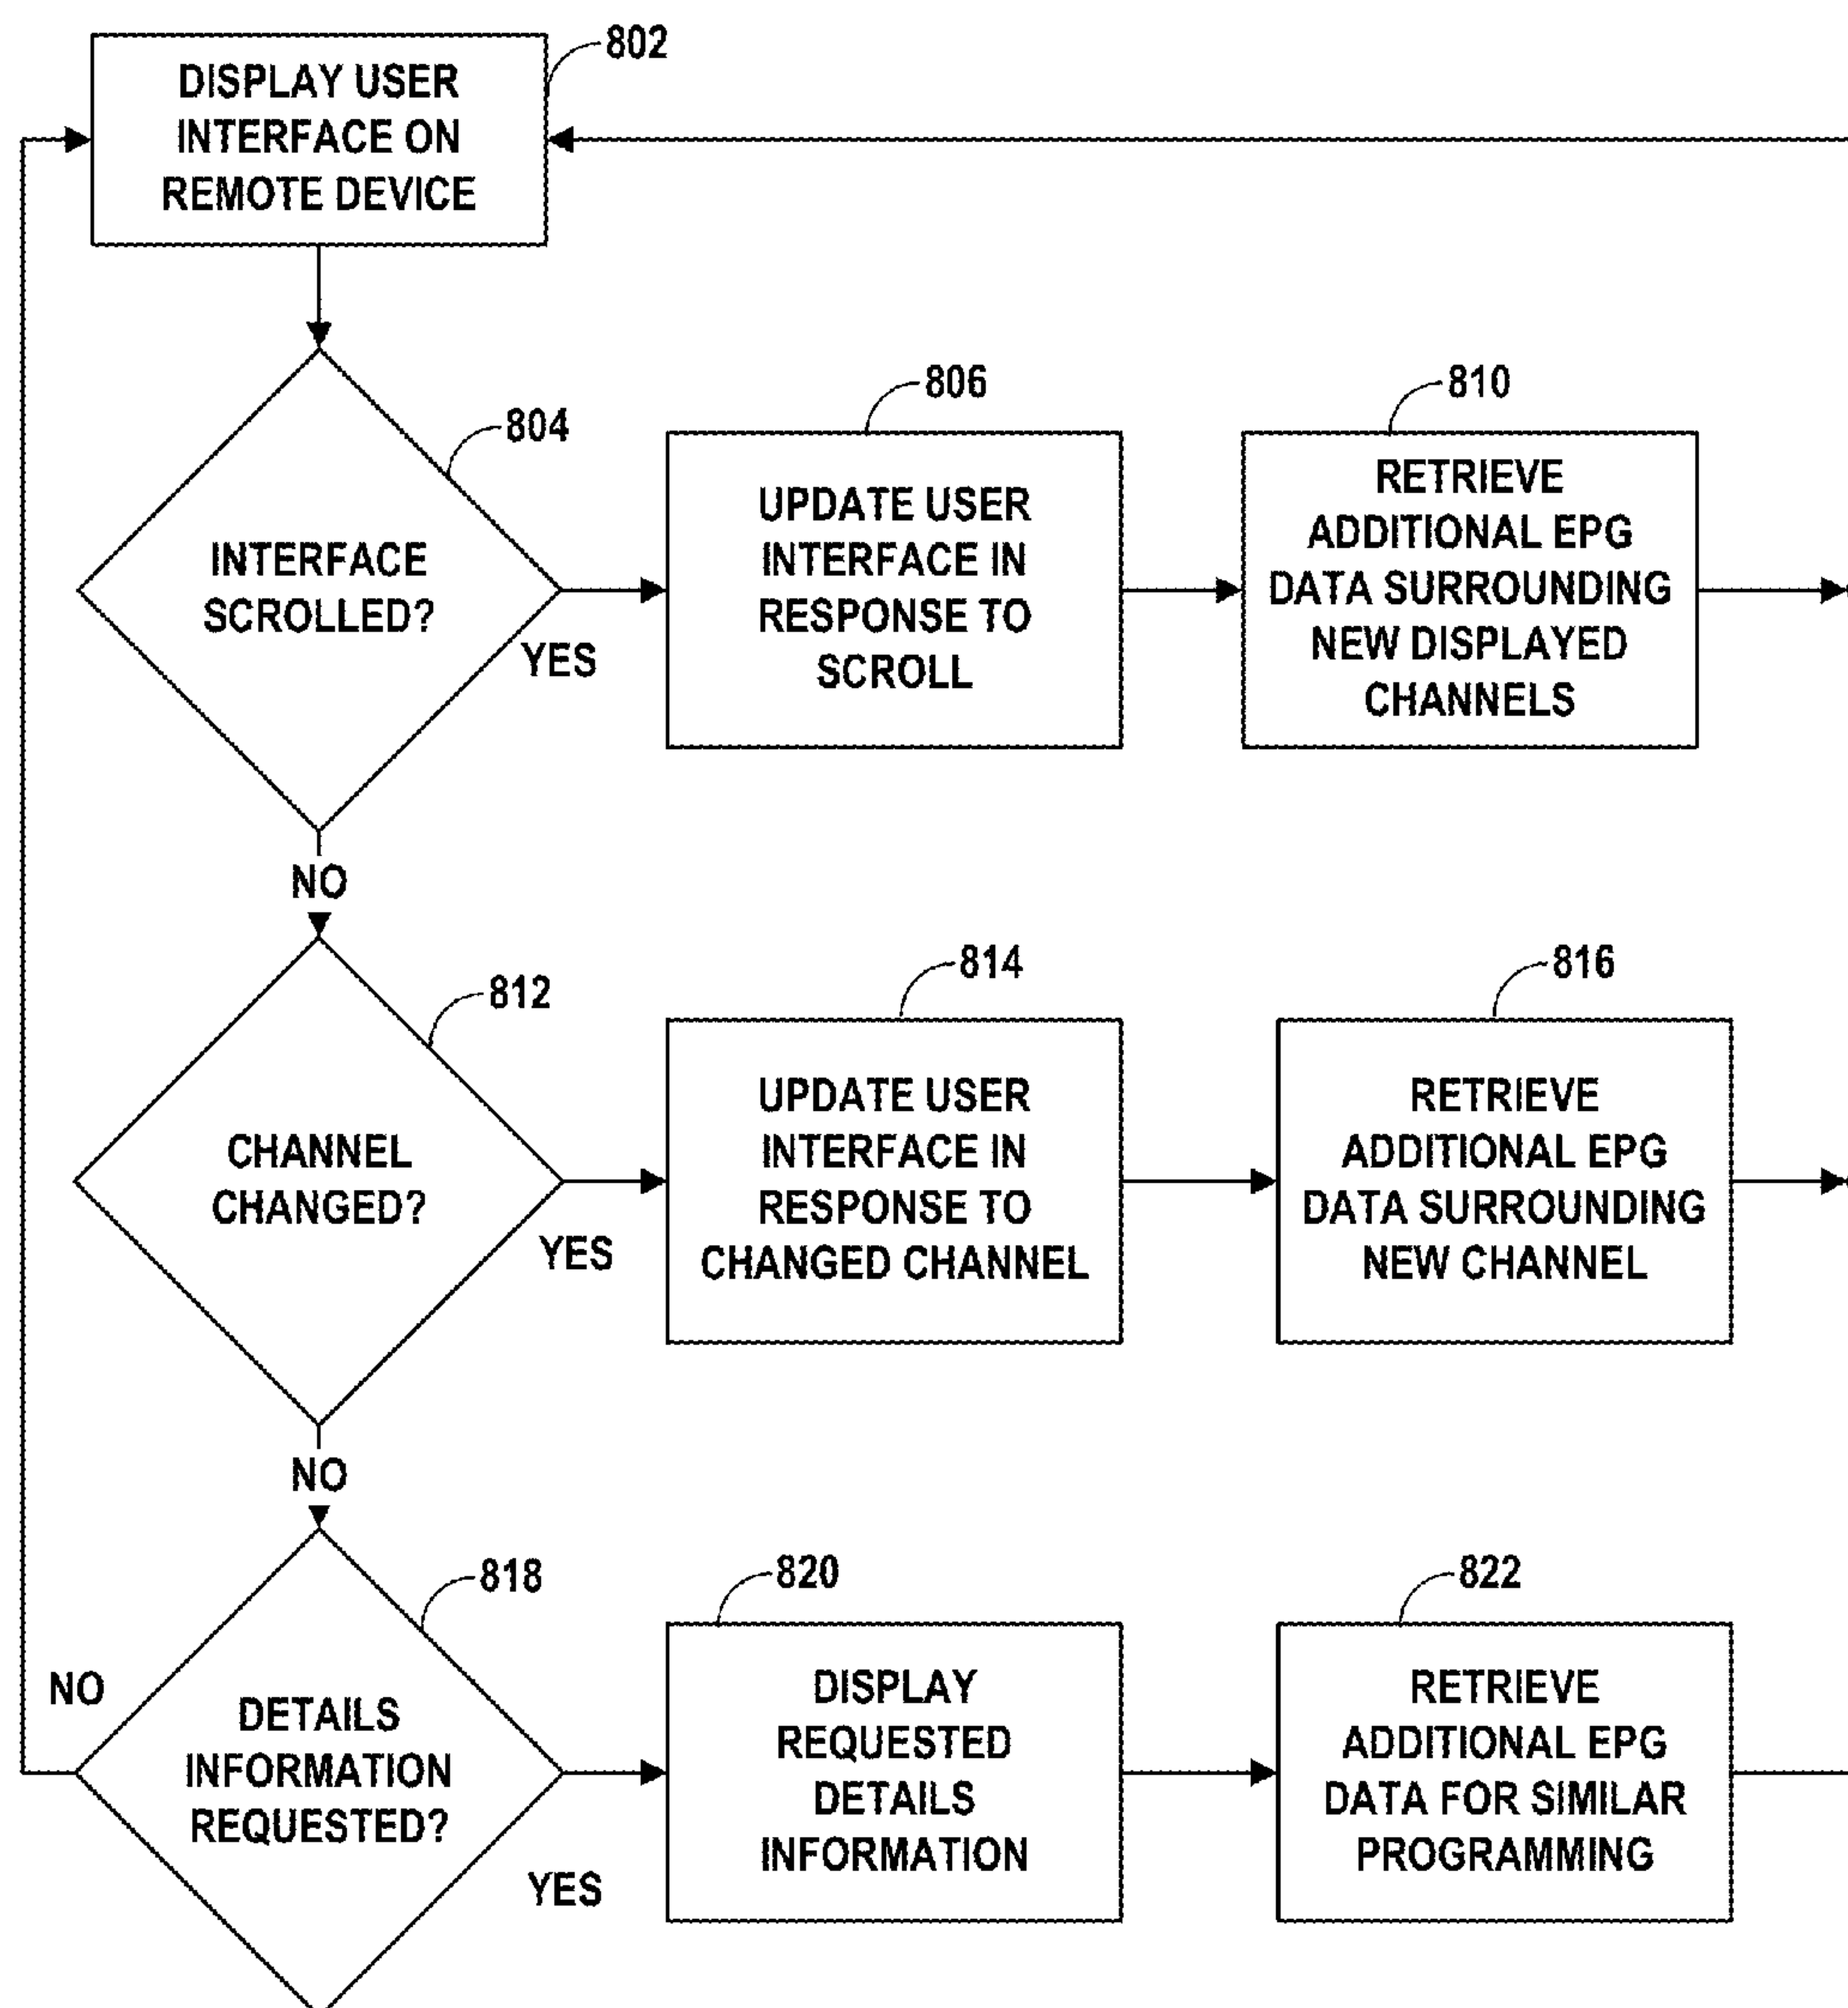 802
DISPLAY USER
INTERFACE ON
REMOTE DEVICE
804
INTERFACE
SCROLLED?
YES
NO
806
UPDATE USER
INTERFACE IN
RESPONSE TO
SCROLL
810
RETRIEVE
ADDITIONAL EPG
DATA SURROUNDING
NEW DISPLAYED
CHANNELS
812
CHANNEL
CHANGED?
YES
NO
814
UPDATE USER
INTERFACE IN
RESPONSE TO
CHANGED CHANNEL
816
RETRIEVE
ADDITIONAL EPG
DATA SURROUNDING
NEW CHANNEL
818
NO
DETAILS
INFORMATION
REQUESTED?
YES
820
DISPLAY
REQUESTED
DETAILS
INFORMATION
822
RETRIEVE
ADDITIONAL EPG
DATA FOR SIMILAR
PROGRAMMING